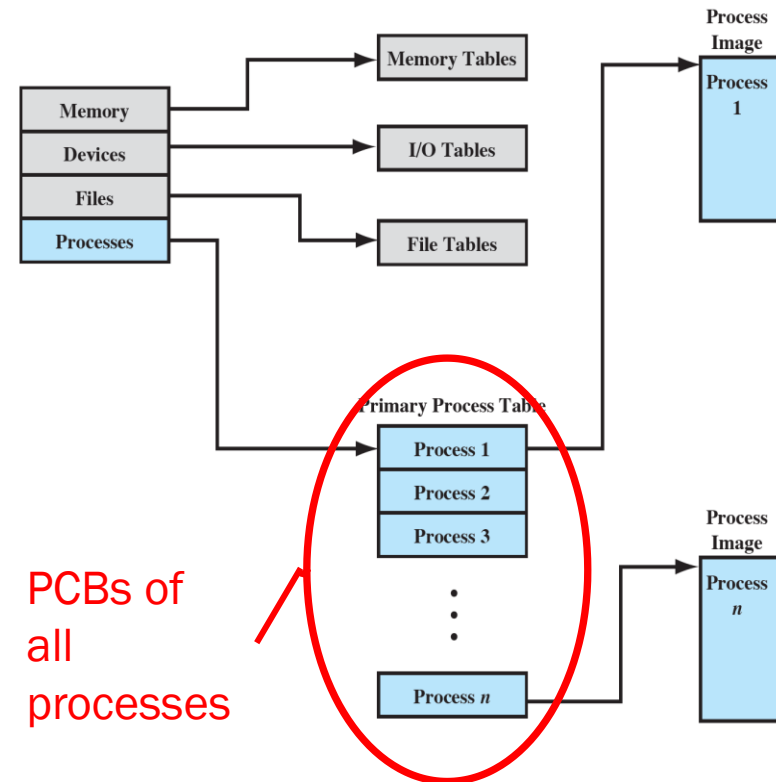 Process
Image
Process
1
Memory Tables
Memory
Devices
Files
Processes
I/O Tables
File Tables
Primary Process Table
Process 1
Process 2
Process 3
Process n
PCBs of
all
processes
Process
Image
Process
n